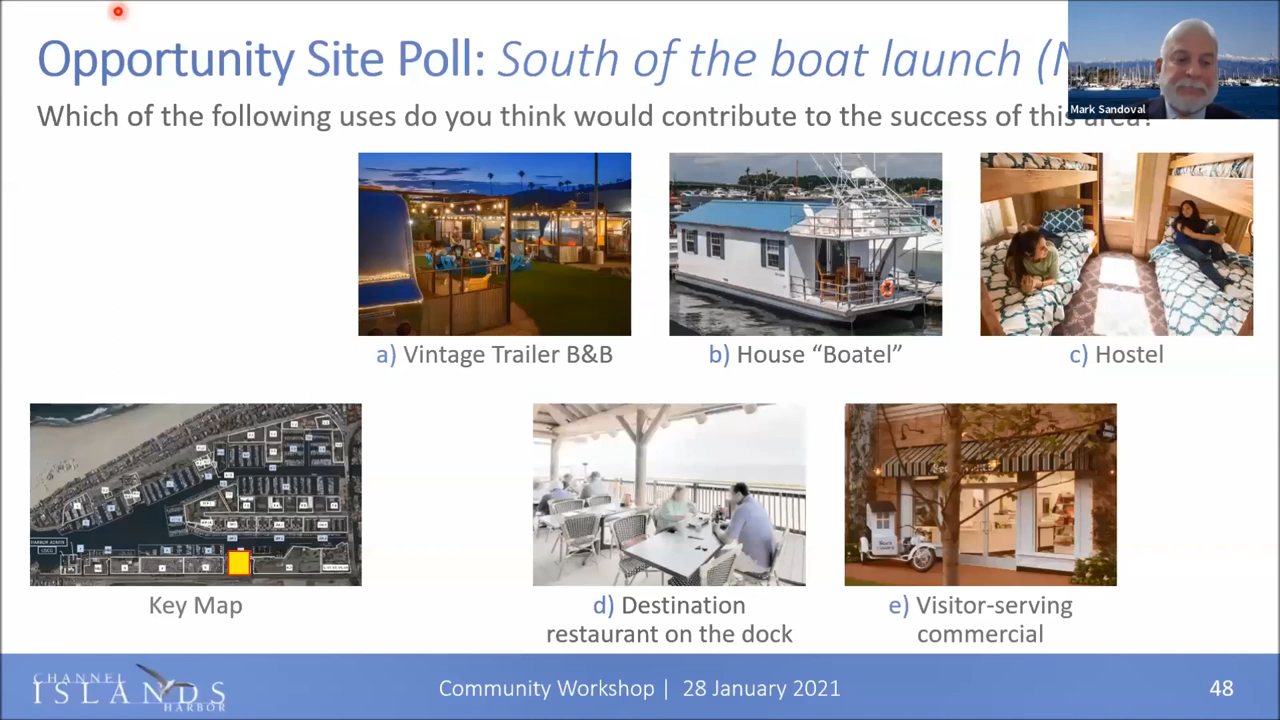 Opportunity Site Poll: South of the boat launch (
Which of the following uses do you think would contribute to the success of this area?
Mark Sandoval
a) Vintage Trailer B&B
b) House “Boatel”
c) Hostel
Key Map
d) Destination
restaurant on the dock
e) Visitor-serving
commercial
CHANNEL
ISLANDS
HARBOR
Community Workshop | 28 January 2021
48